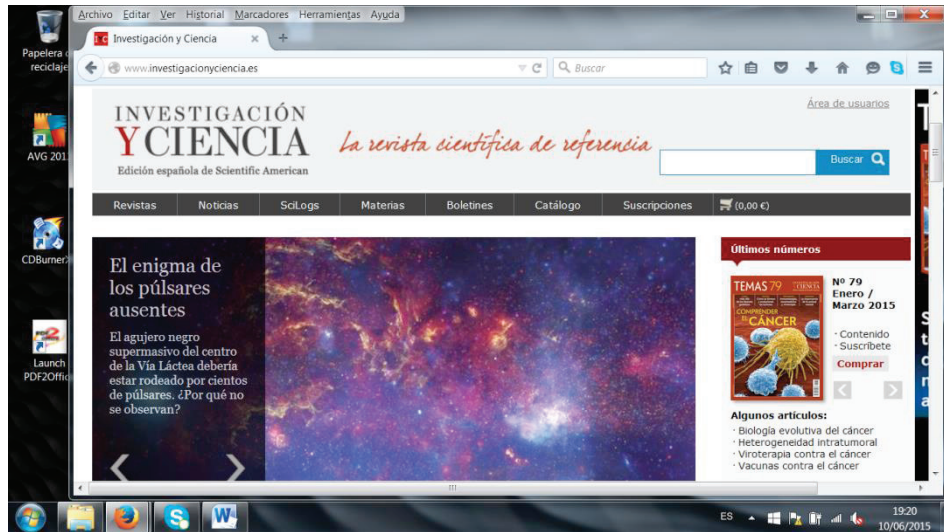 Archivo Editar Ver Historial Marcadores Herramientas Ayuda
Papelera
reciclaje
Investigación y Ciencia
www.investigacionyciencia.es
Buscar
AVG 201
CDBurner
Launch
PDF2Offic
Área de usuarios
INVESTIGACIÓN
Y CIENCIA
Edición española de Scientific American
La revista científica de referencia
Buscar
Revistas Noticias SciLogs Materias Boletines Catálogo Suscripciones (0,00 €)
El enigma de
los púlsares
ausentes
El agujero negro
supermasivo del centro
de la Vía Láctea debería
estar rodeado por cientos
de púlsares. ¿Por qué no
se observan?
Últimos números
TEMAS 79
COMPRENDER
EL CÁNCER
Nº 79
Enero /
Marzo 2015
· Contenido
· Suscríbete
Comprar
Algunos artículos:
· Biología evolutiva del cáncer
· Heterogeneidad intratumoral
· Viroterapia contra el cáncer
· Vacunas contra el cáncer
ES
19:20
10/06/2015